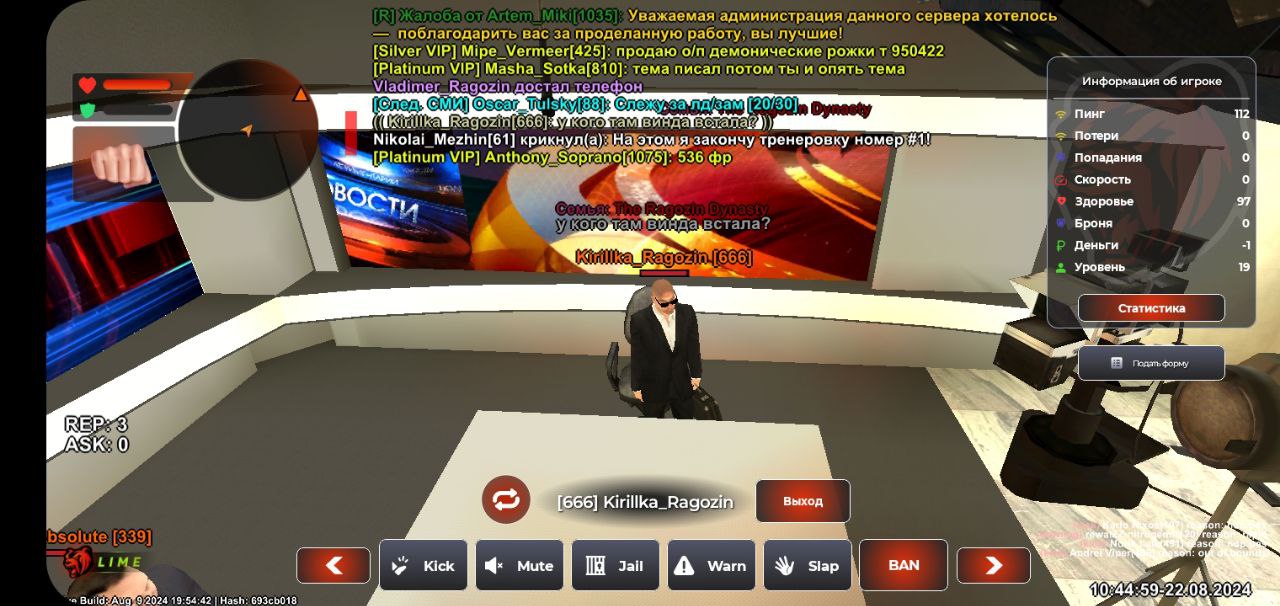 [R] Жалоба от Artem_Miki[1035]: Уважаемая администрация данного сервера хотелось
— поблагодарить вас за проделанную работу, вы лучшие!
[Silver VIP] Mipe_Vermeer[425]: продаю о/п демонические рожки т 950422
[Platinum VIP] Masha_Sotka[810]: тема писал потом ты и опять тема
Vladimer_Ragozin достал телефон
[След. СМИ] Oscar_Tulsky[88]: Слежу за лд/зам [20/30]
Dynasty
(( Kirillka_Ragozin[666]: у кого там винда встала? ))
Nikolai_Mezhin[61] крикнул(а): На этом я закончу тренеровку номер #1!
[Platinum VIP] Anthony_Soprano[1075]: 536 фр
Информация об игроке
Пинг 112
Потери 0
Попадания 0
Скорость 0
Здоровье 97
Броня 0
Деньги -1
Уровень 19
Статистика
Подать форму
ВОСТИ
Семья: The Ragozin Dynasty
у кого там винда встала?
Kirillka_Ragozin [666]
8
REP: 3
ASK: 0
[666] Kirillka_Ragozin
Выход
bsolute [339]
LIME
Kick
Mute
Jail
Warn
Slap
BAN
reason: out of bounds
10:44:59-22.08.2024
re Build: Aug 9 2024 19:54:42 | Hash: 693cb018